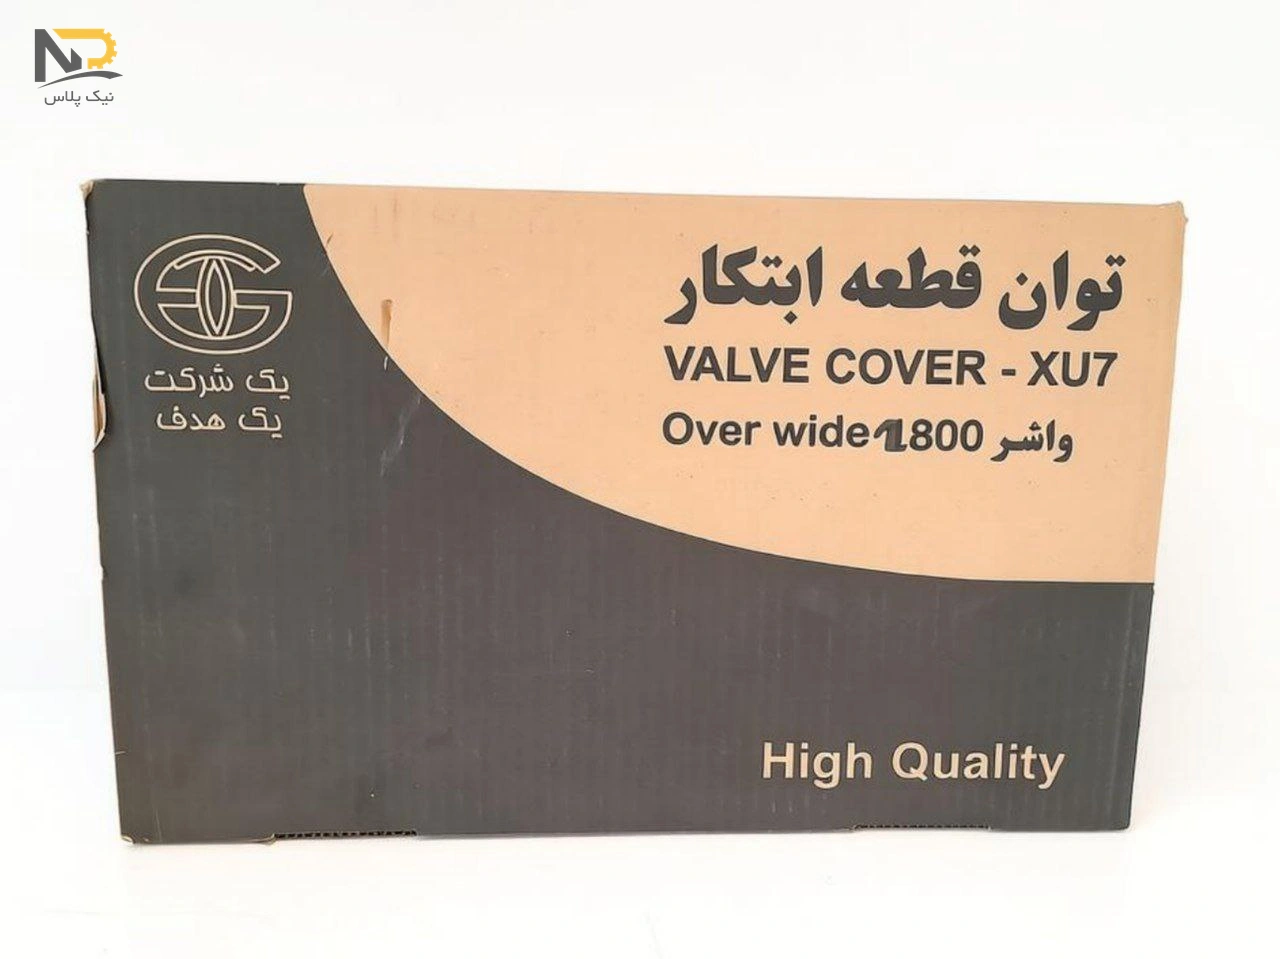 نیک پلاس
توان قطعه ابتکار
VALVE COVER - XU7
Over wide 1800 واشر
یک شرکت
یک هدف
High Quality